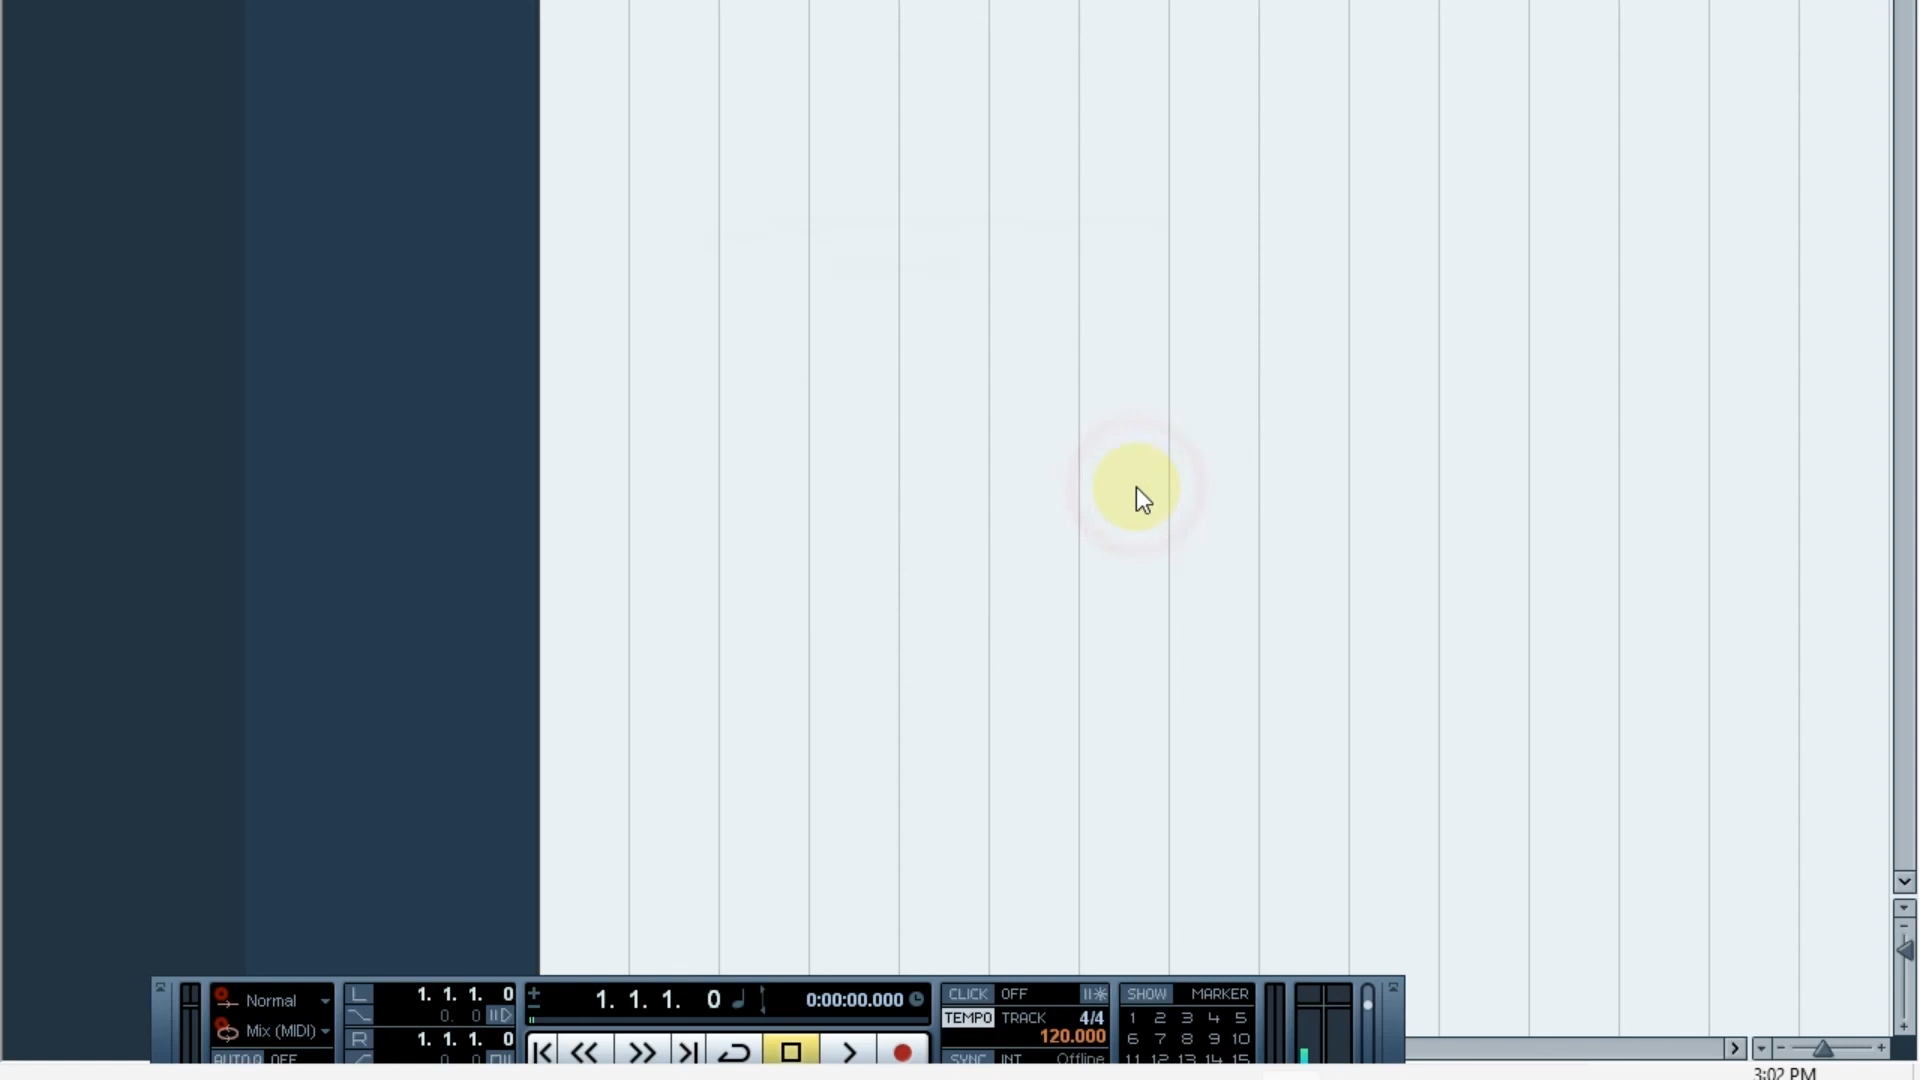 Normal
Mix (MIDI)
AUTO Q OFF
L 1. 1. 1. 0
0. 0
R 1. 1. 1. 0
0. 0
1. 1. 1. 0
0:00:00.000
CLICK OFF
TEMPO TRACK 4/4
120.000
SYNC INT Offline
SHOW MARKER
1 2 3 4 5
6 7 8 9 10
11 12 13 14 15
3:02 PM